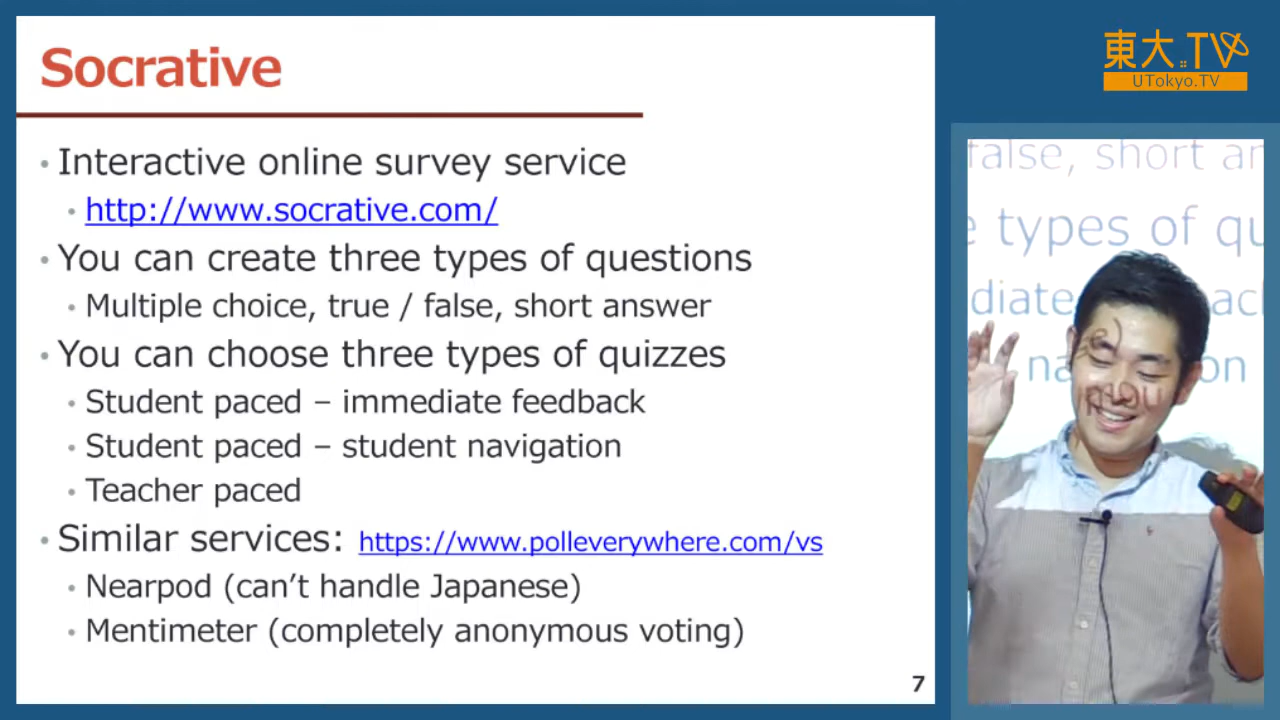 Socrative
• Interactive online survey service
• http://www.socrative.com/
• You can create three types of questions
• Multiple choice, true / false, short answer
• You can choose three types of quizzes
• Student paced – immediate feedback
• Student paced – student navigation
• Teacher paced
• Similar services: https://www.polleverywhere.com/vs
• Nearpod (can’t handle Japanese)
• Mentimeter (completely anonymous voting)
7
東大.TV
UTokyo.TV
false, short an
e types of qu
diate
ac
na on